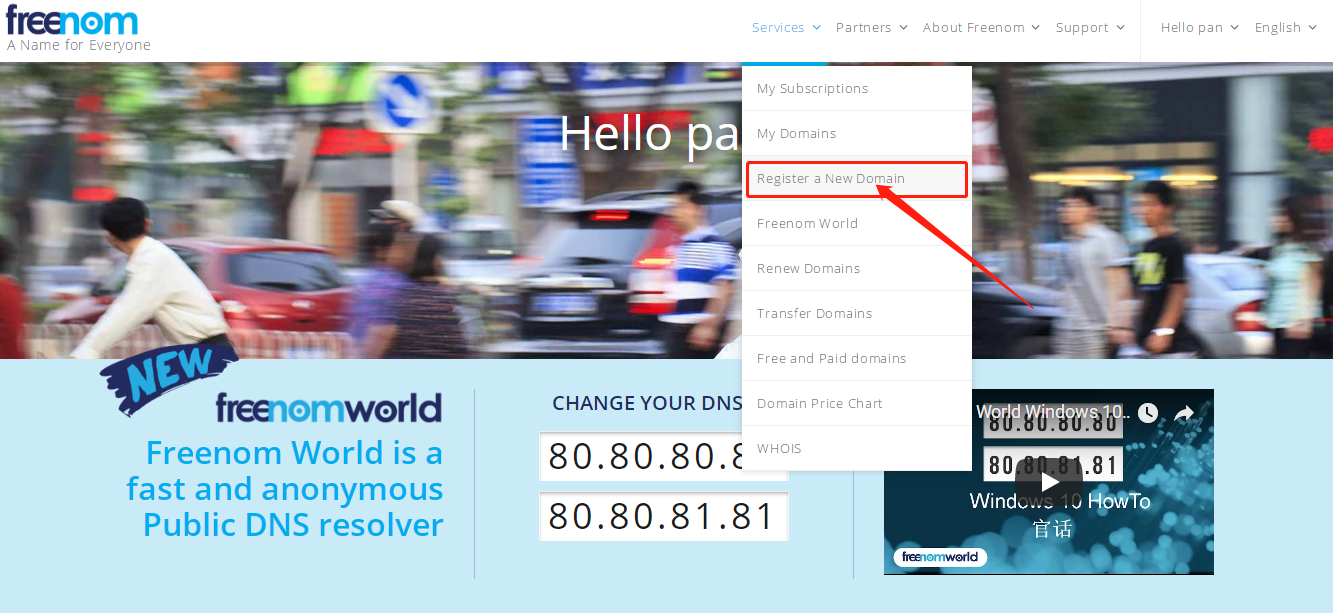 freenom
A Name for Everyone
Services Partners About Freenom Support Hello pan English
Hello pa
My Subscriptions
My Domains
Register a New Domain
Freenom World
Renew Domains
Transfer Domains
Free and Paid domains
Domain Price Chart
WHOIS
NEW
freenomworld
Freenom World is a
fast and anonymous
Public DNS resolver
CHANGE YOUR DNS
80.80.80.8
80.80.81.81
World Windows 10...
80.80.80.80
80.80.81.81
Windows 10 HowTo
官话
freenomworld